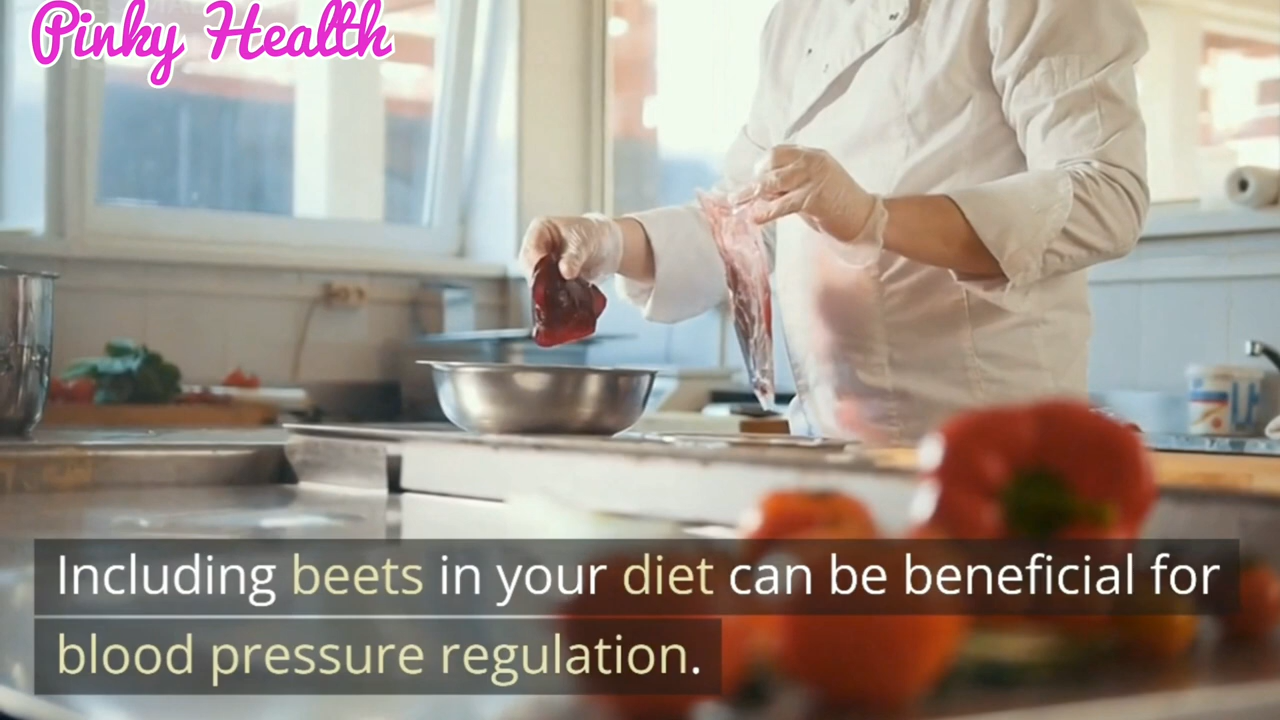 Pinky Health
Including beets in your diet can be beneficial for
blood pressure regulation.